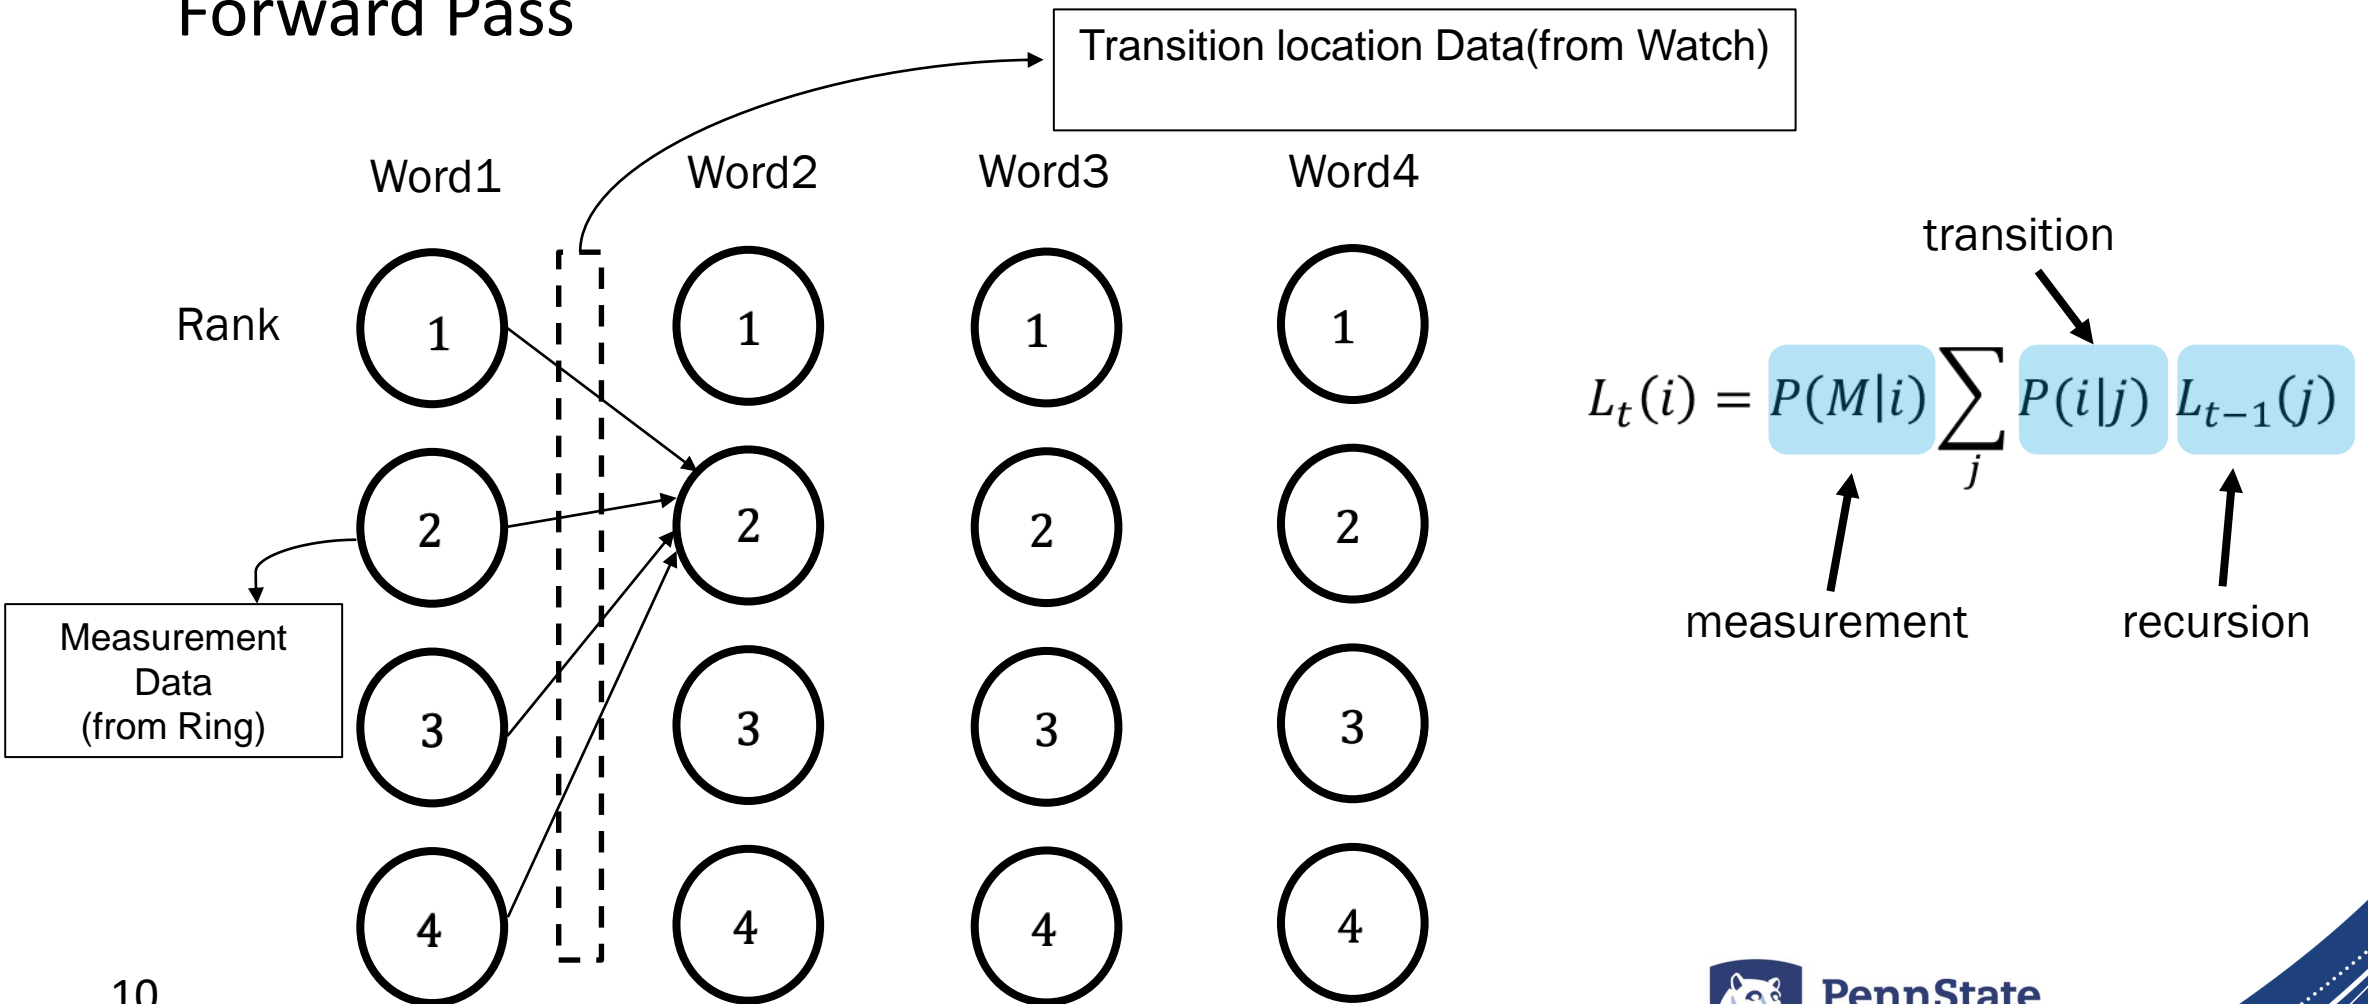 Forward Pass
Transition location Data(from Watch)
Word1 Word2 Word3 Word4
Rank
1 1 1 1
2 2 2 2
3 3 3 3
4 4 4 4
Measurement
Data
(from Ring)
transition
L_t(i) = P(M|i) ∑_j P(i|j) L_{t−1}(j)
measurement recursion
10
PennState